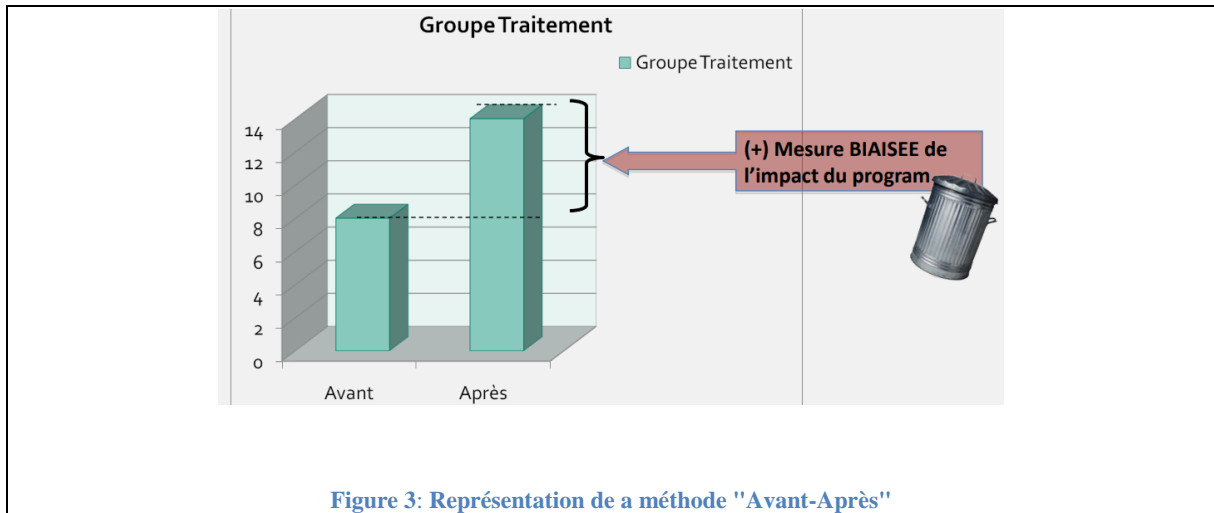 Groupe Traitement
Groupe Traitement
14
12
10
8
6
4
2
0
Avant Après
(+) Mesure BIAISEE de
l'impact du program
Figure 3: Représentation de a méthode "Avant-Après"